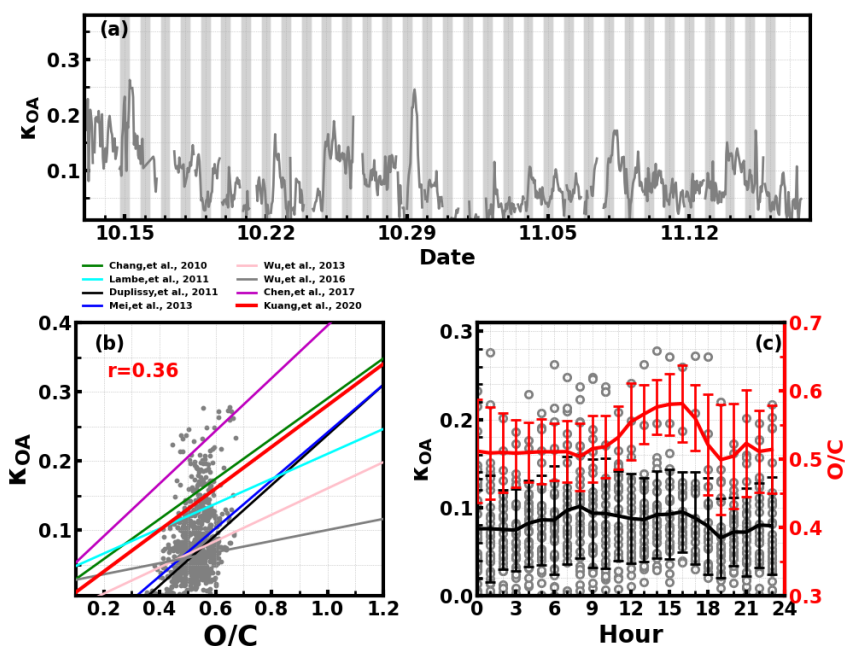 (a)
κOA
0.3
0.2
0.1
10.15 10.22 10.29 11.05 11.12
Date
Chang,et al., 2010
Lambe,et al., 2011
Duplissy,et al., 2011
Mei,et al., 2013
Wu,et al., 2013
Wu,et al., 2016
Chen,et al., 2017
Kuang,et al., 2020
(b)
r=0.36
κOA
0.4
0.3
0.2
0.1
0.2 0.4 0.6 0.8 1.0 1.2
O/C
(c)
κOA
0.3
0.2
0.1
0.0
0 3 6 9 12 15 18 21 24
Hour
0.7
0.6
0.5
0.4
0.3
O/C